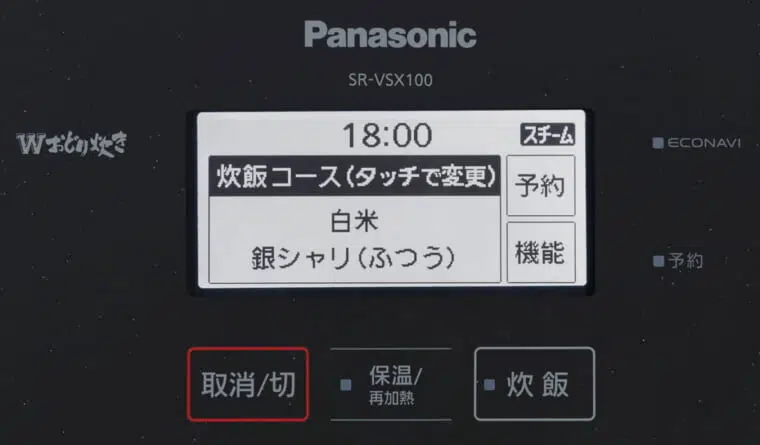 Panasonic
SR-VSX100
Wおどり炊き
18:00
スチーム
炊飯コース(タッチで変更)
白米
銀シャリ(ふつう)
予約
機能
ECONAVI
予約
取消/切
保温/
再加熱
炊飯